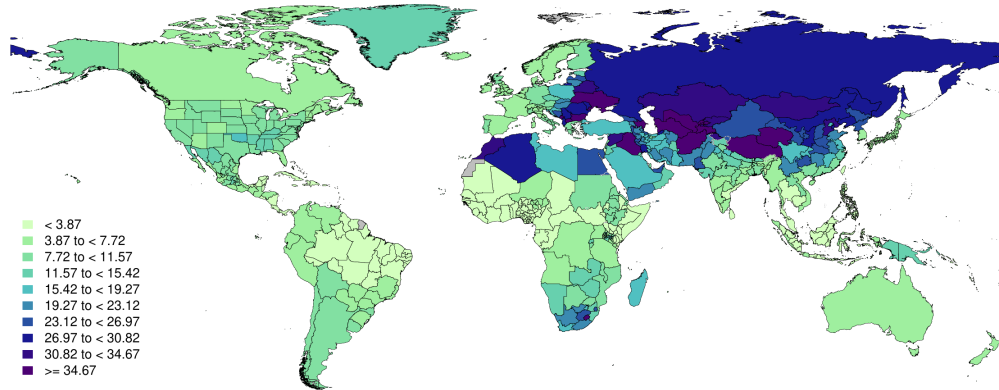 < 3.87
3.87 to < 7.72
7.72 to < 11.57
11.57 to < 15.42
15.42 to < 19.27
19.27 to < 23.12
23.12 to < 26.97
26.97 to < 30.82
30.82 to < 34.67
>= 34.67